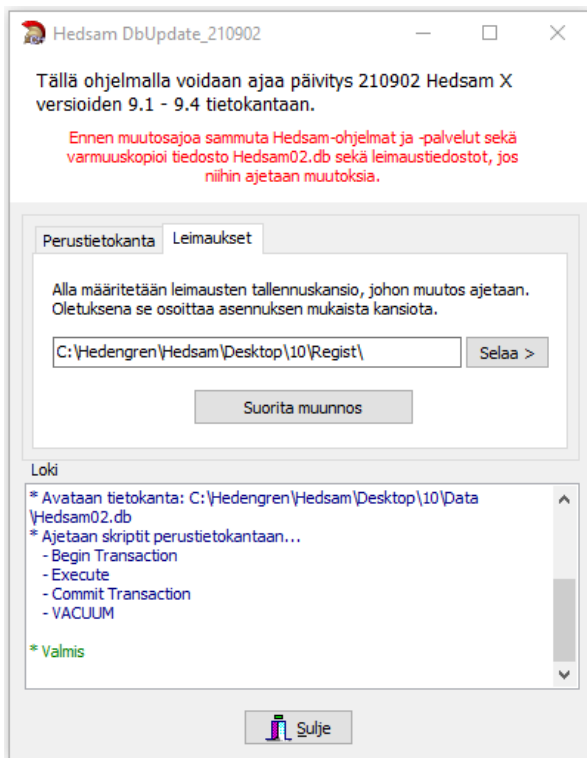 Hedsam DbUpdate_210902
Tällä ohjelmalla voidaan ajaa päivitys 210902 Hedsam X
versioiden 9.1 - 9.4 tietokantaan.
Ennen muutosajoa sammuta Hedsam-ohjelmat ja -palvelut sekä
varmuuskopioi tiedosto Hedsam02.db sekä leimaustiedostot, jos
niihin ajetaan muutoksia.
Perustietokanta Leimaukset
Alla määritetään leimausten tallennuskansio, johon muutos ajetaan.
Oletuksena se osoittaa asennuksen mukaista kansiota.
C:\Hedengren\Hedsam\Desktop\10\Regist\ Selaa >
Suorita muunnos
Loki
* Avataan tietokanta: C:\Hedengren\Hedsam\Desktop\10\Data
\Hedsam02.db
* Ajetaan skriptit perustietokantaan...
- Begin Transaction
- Execute
- Commit Transaction
- VACUUM
* Valmis
Sulje